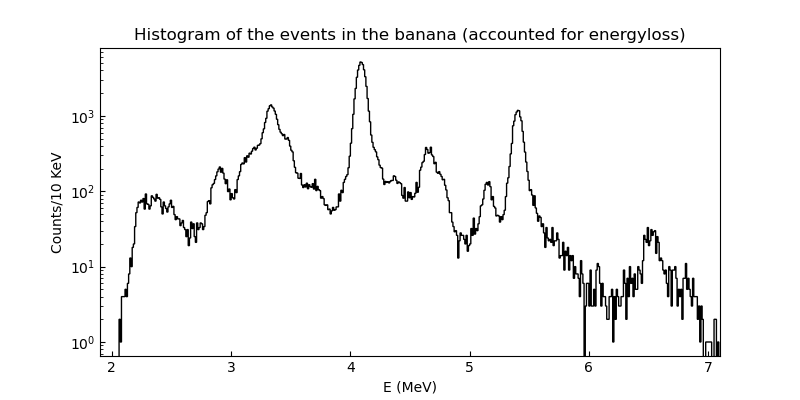 Histogram of the events in the banana (accounted for energyloss)
Counts/10 KeV
10³
10²
10¹
10⁰
2 3 4 5 6 7
E (MeV)